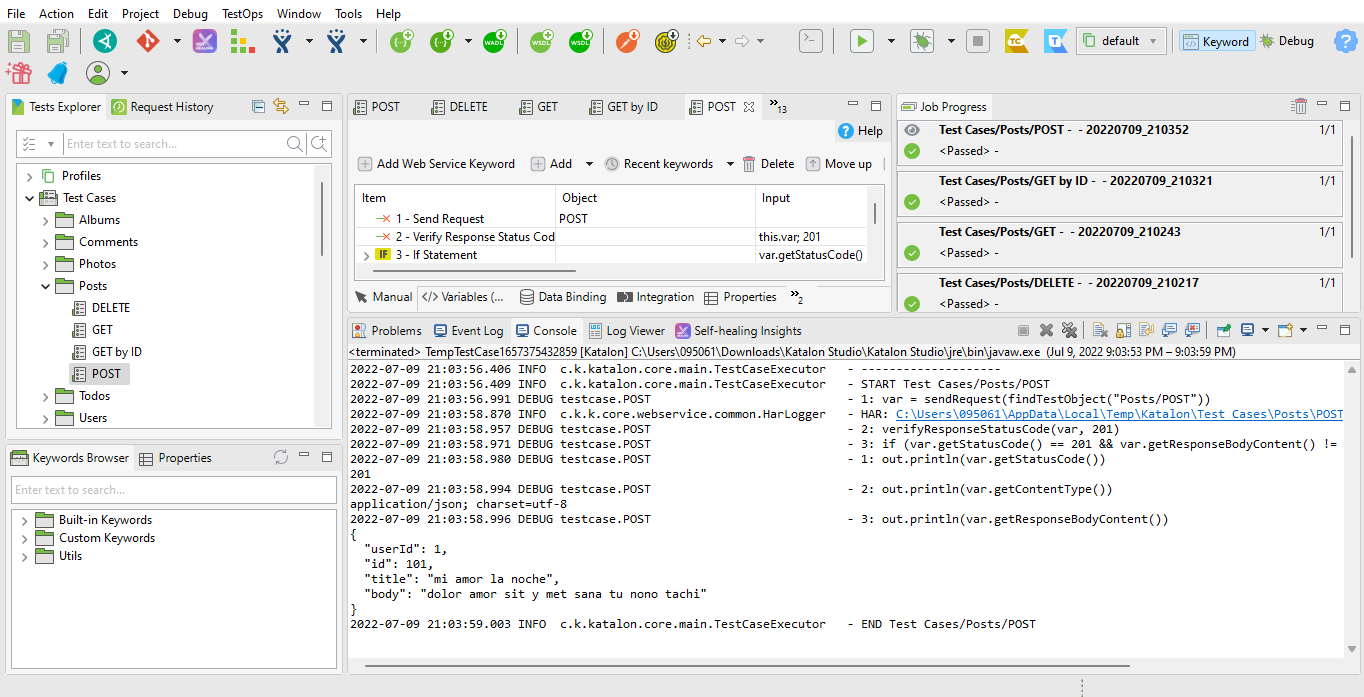 File Action Edit Project Debug TestOps Window Tools Help
WADL WSDL WSDL TC T default Keyword Debug ?
Tests Explorer Request History
Enter text to search...
Profiles
Test Cases
Albums
Comments
Photos
Posts
DELETE
GET
GET by ID
POST
Todos
Users
Keywords Browser Properties
Enter text to search...
Built-in Keywords
Custom Keywords
Utils
POST DELETE GET GET by ID POST »13
? Help
Add Web Service Keyword Add Recent keywords Delete Move up
Item Object Input
1 - Send Request POST
2 - Verify Response Status Cod this.var; 201
IF 3 - If Statement var.getStatusCode()
Manual </> Variables (... Data Binding Integration Properties »2
Job Progress
Test Cases/Posts/POST - - 20220709_210352 1/1
<Passed> -
Test Cases/Posts/GET by ID - - 20220709_210321 1/1
<Passed> -
Test Cases/Posts/GET - - 20220709_210243 1/1
<Passed> -
Test Cases/Posts/DELETE - - 20220709_210217 1/1
<Passed> -
Problems Event Log Console Log Viewer Self-healing Insights
<terminated> TempTestCase1657375432859 [Katalon] C:\Users\095061\Downloads\Katalon Studio\Katalon Studio\jre\bin\javaw.exe (Jul 9, 2022 9:03:53 PM – 9:03:59 PM)
2022-07-09 21:03:56.406 INFO c.k.katalon.core.main.TestCaseExecutor - --------------------
2022-07-09 21:03:56.409 INFO c.k.katalon.core.main.TestCaseExecutor - START Test Cases/Posts/POST
2022-07-09 21:03:56.991 DEBUG testcase.POST - 1: var = sendRequest(findTestObject("Posts/POST"))
2022-07-09 21:03:58.870 INFO c.k.k.core.webservice.common.HarLogger - HAR: C:\Users\095061\AppData\Local\Temp\Katalon\Test Cases\Posts\POST
2022-07-09 21:03:58.957 DEBUG testcase.POST - 2: verifyResponseStatusCode(var, 201)
2022-07-09 21:03:58.971 DEBUG testcase.POST - 3: if (var.getStatusCode() == 201 && var.getResponseBodyContent() !=
2022-07-09 21:03:58.980 DEBUG testcase.POST - 1: out.println(var.getStatusCode())
201
2022-07-09 21:03:58.994 DEBUG testcase.POST - 2: out.println(var.getContentType())
application/json; charset=utf-8
2022-07-09 21:03:58.996 DEBUG testcase.POST - 3: out.println(var.getResponseBodyContent())
{
"userId": 1,
"id": 101,
"title": "mi amor la noche",
"body": "dolor amor sit y met sana tu nono tachi"
}
2022-07-09 21:03:59.003 INFO c.k.katalon.core.main.TestCaseExecutor - END Test Cases/Posts/POST